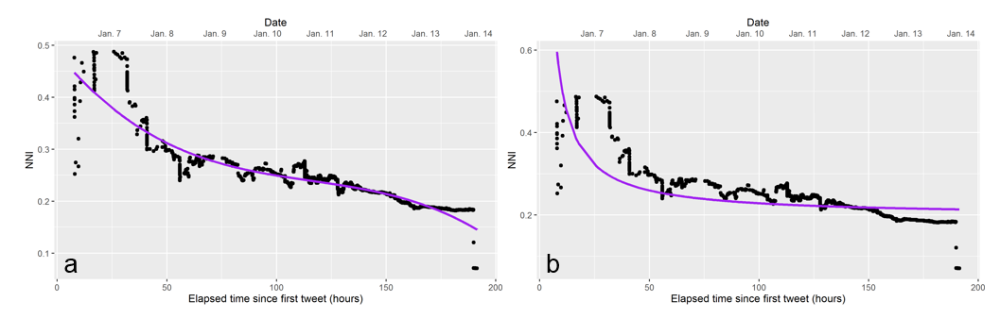 Date
Jan. 7 Jan. 8 Jan. 9 Jan. 10 Jan. 11 Jan. 12 Jan. 13 Jan. 14
0.5
0.4
0.3
0.2
0.1
NNI
a
0 50 100 150 200
Elapsed time since first tweet (hours)
Date
Jan. 7 Jan. 8 Jan. 9 Jan. 10 Jan. 11 Jan. 12 Jan. 13 Jan. 14
0.6
0.4
0.2
NNI
b
0 50 100 150 200
Elapsed time since first tweet (hours)